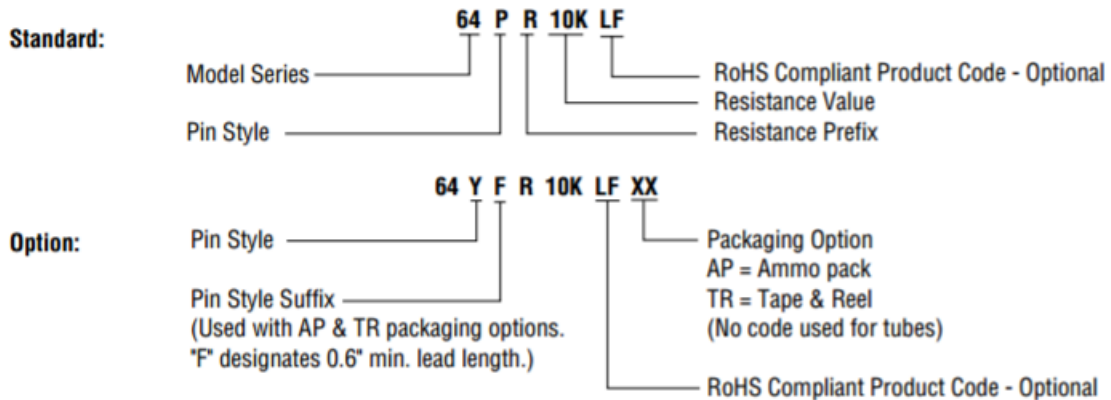 64 P R 10K LF
Standard:
Model Series
RoHS Compliant Product Code - Optional
Resistance Value
Pin Style
Resistance Prefix
64 Y F R 10K LF XX
Option:
Pin Style
Packaging Option
AP = Ammo pack
Pin Style Suffix
TR = Tape & Reel
(Used with AP & TR packaging options.
(No code used for tubes)
"F" designates 0.6" min. lead length.)
RoHS Compliant Product Code - Optional